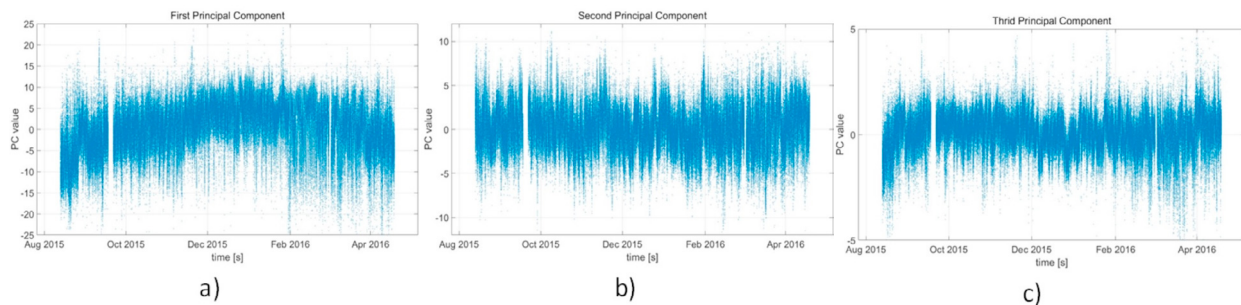 First Principal Component
25
20
15
10
5
0
-5
-10
-15
-20
25
PC value
Aug 2015 Oct 2015 Dec 2015 Feb 2016 Apr 2016
time [s]
a)
Second Principal Component
10
5
0
-5
-10
PC value
Aug 2015 Oct 2015 Dec 2015 Feb 2016 Apr 2016
time [s]
b)
Thrid Principal Component
5
0
-5
PC value
Aug 2015 Oct 2015 Dec 2015 Feb 2016 Apr 2016
time [s]
c)